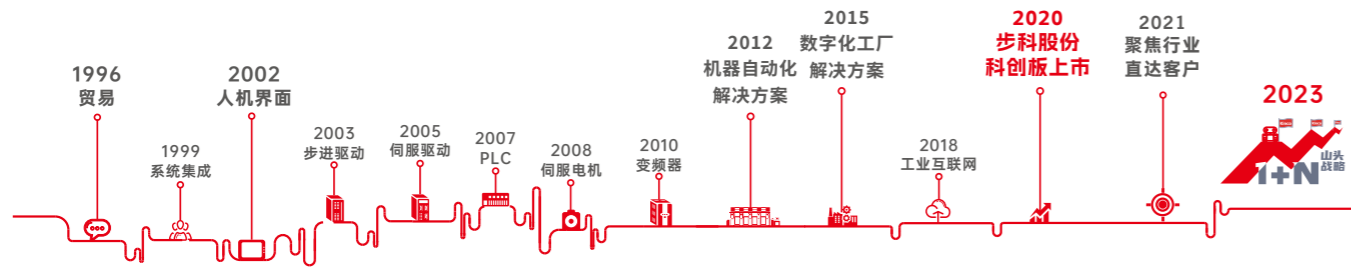 1996
贸易
1999
系统集成
2002
人机界面
2003
步进驱动
2005
伺服驱动
2007
PLC
2008
伺服电机
2010
变频器
2012
机器自动化
解决方案
2015
数字化工厂
解决方案
2018
工业互联网
2020
步科股份
科创板上市
2021
聚焦行业
直达客户
2023
1+N
山头
战略